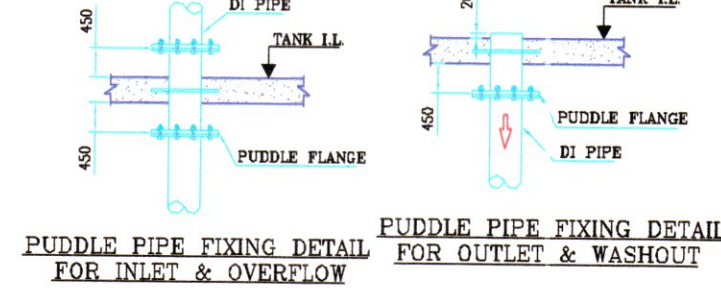 DI PIPE
450
TANK I.L.
450
PUDDLE FLANGE
PUDDLE PIPE FIXING DETAIL
FOR INLET & OVERFLOW
TANK I.L.
450
PUDDLE FLANGE
DI PIPE
PUDDLE PIPE FIXING DETAIL
FOR OUTLET & WASHOUT